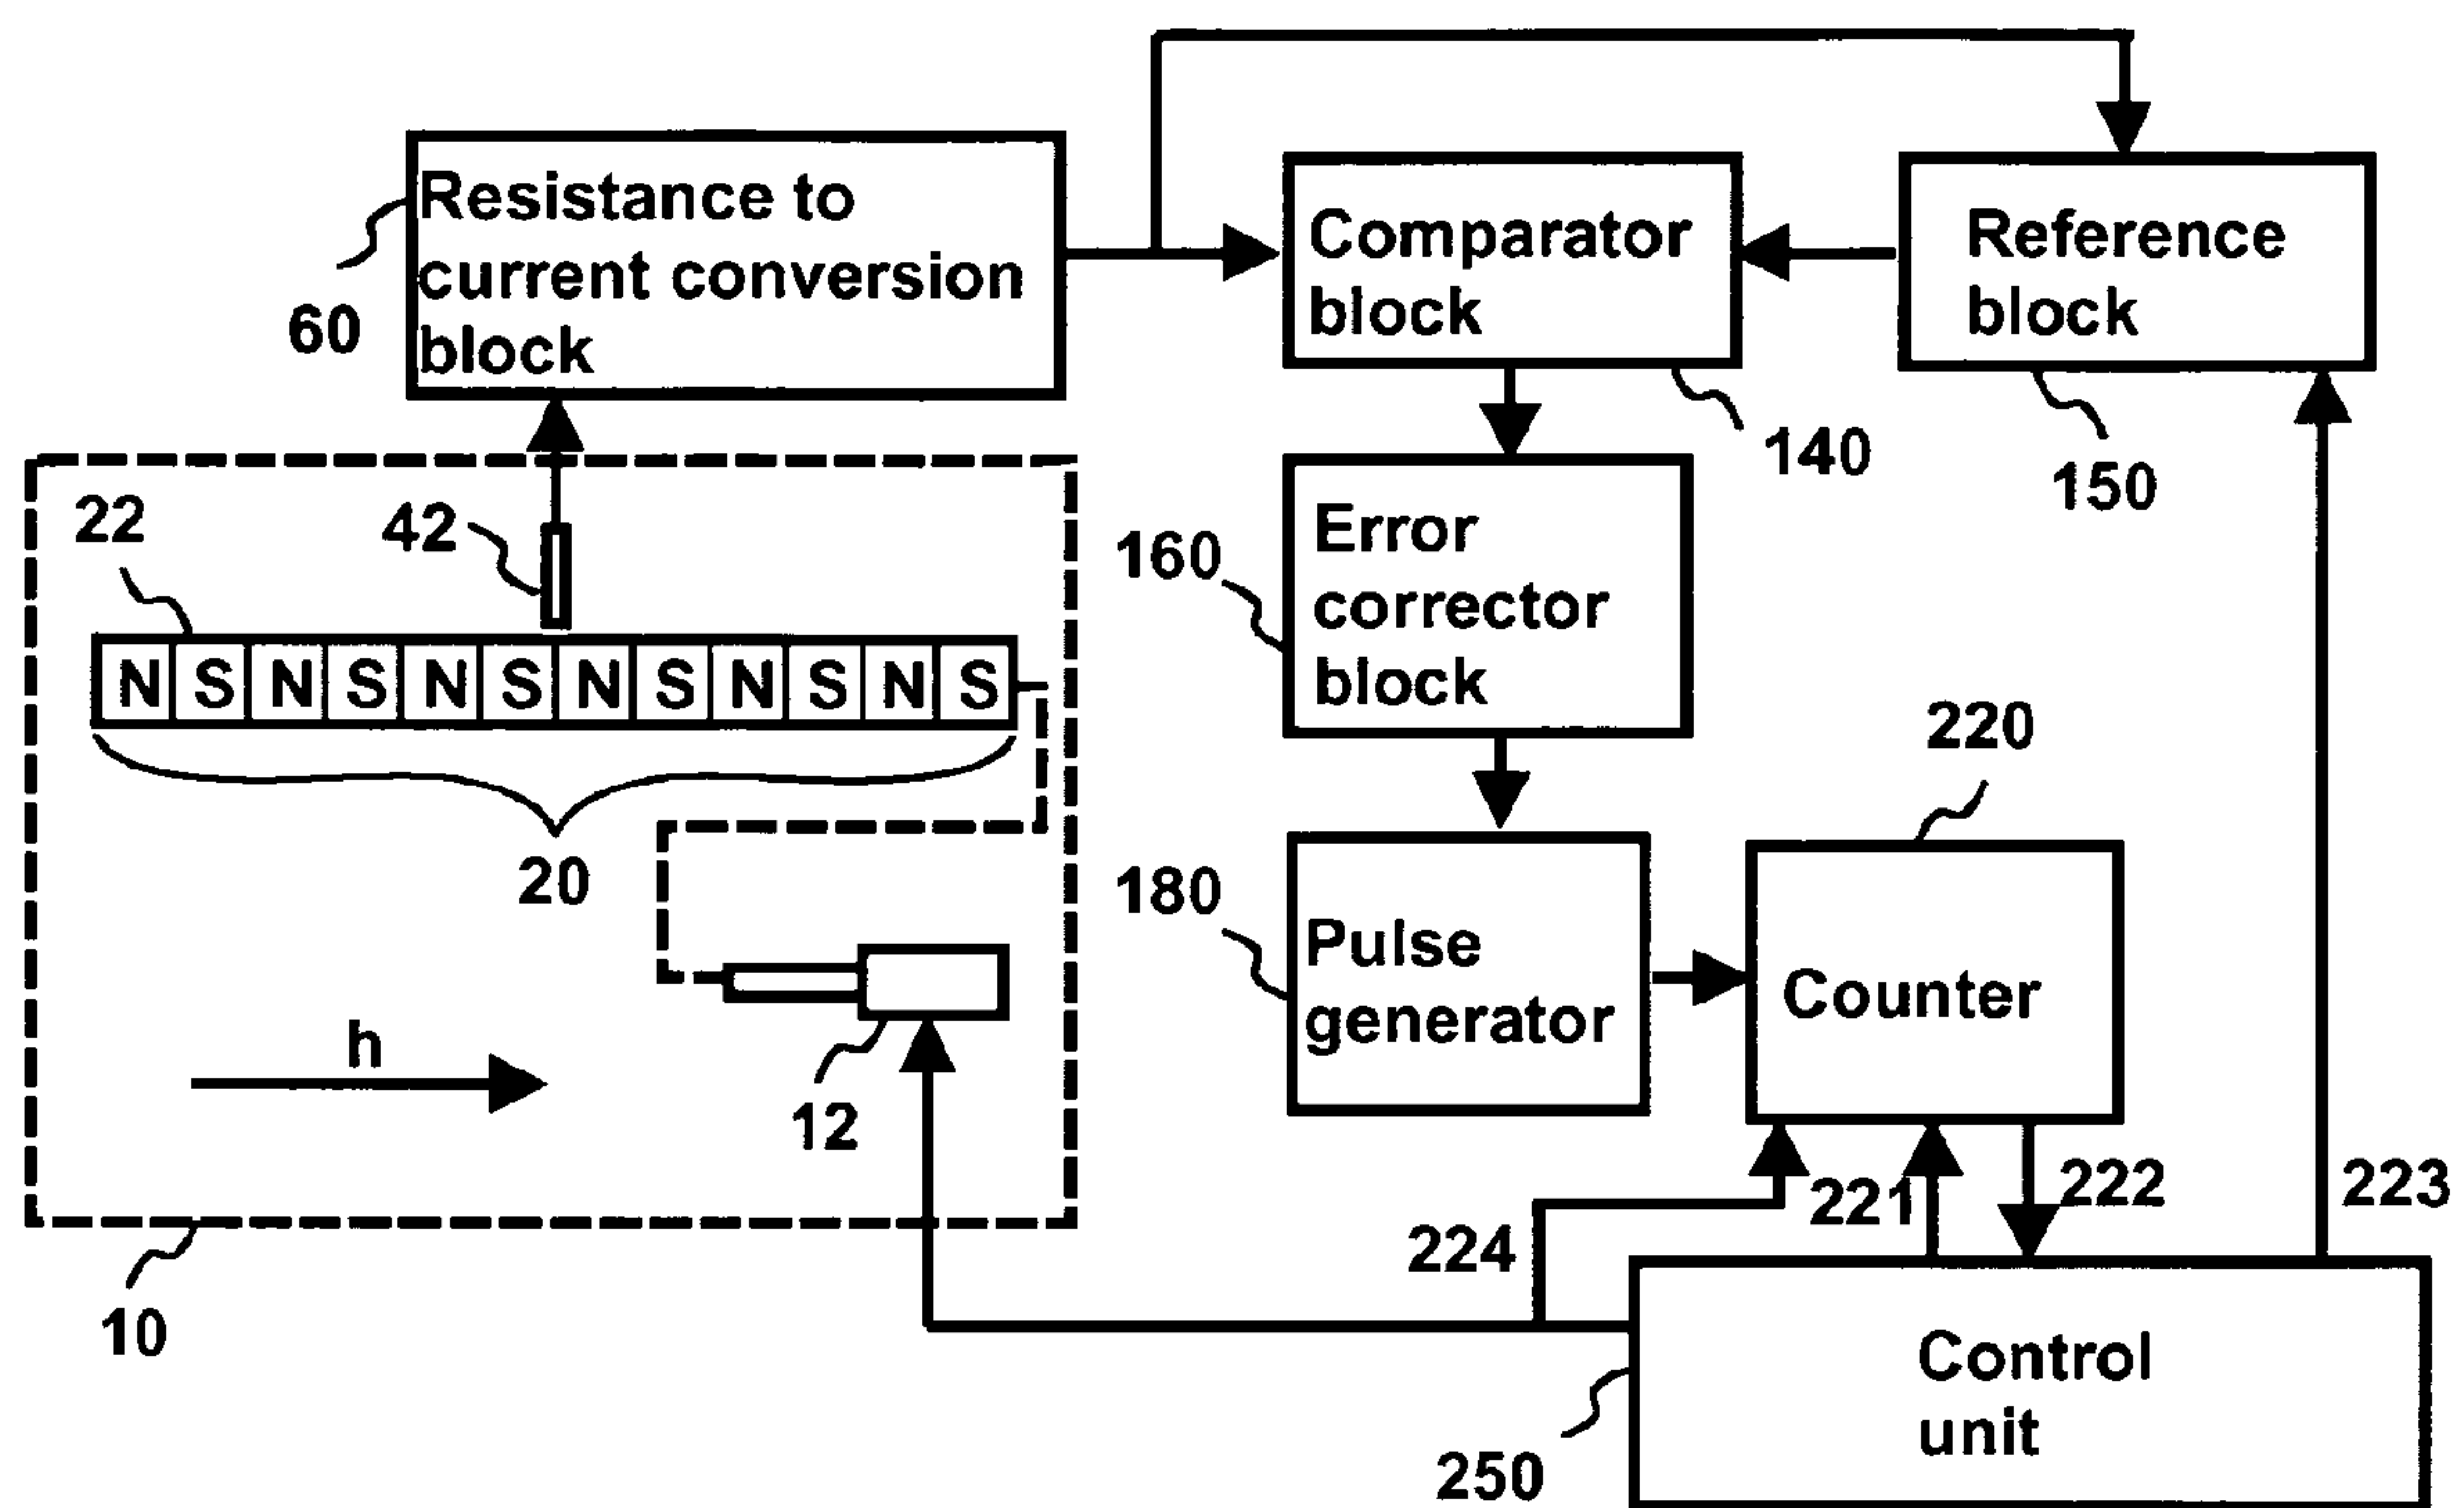 Resistance to
current conversion
block
60
Comparator
block
140
Reference
block
150
22
42
N S N S N S N S N S N S
20
h
12
10
160
Error
corrector
block
180
Pulse
generator
220
Counter
221
222
223
224
Control
unit
250